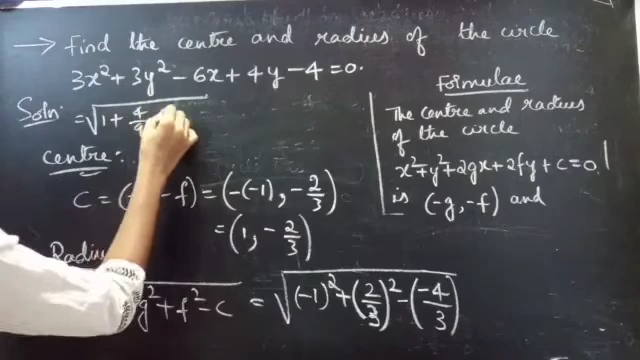 → Find the centre and radius of the circle
3x² + 3y² - 6x + 4y - 4 = 0.
Soln:
= √1 + 4/9
Centre:
C = ( , -f) = (-(-1), -2/3)
= (1, -2/3)
Radius
g² + f² - c = √(-1)² + (2/3)² - (-4/3)
Formulae
The centre and radius
of the circle
x² + y² + 2gx + 2fy + c = 0
is (-g, -f) and